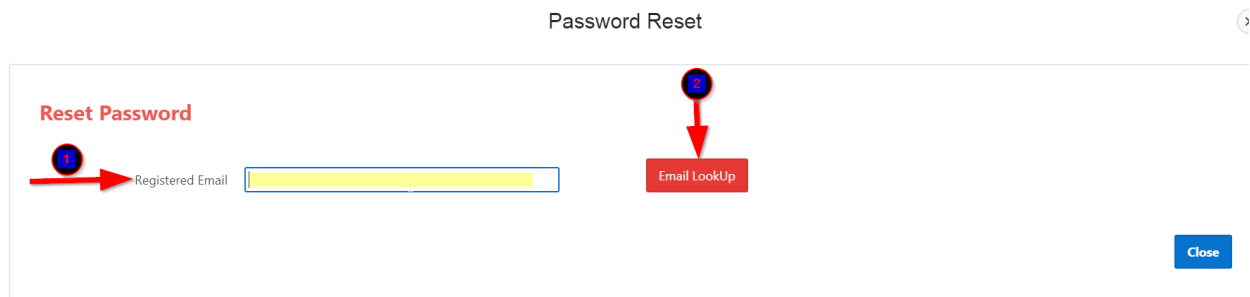 Password Reset
2
Reset Password
1
Registered Email
Email LookUp
Close